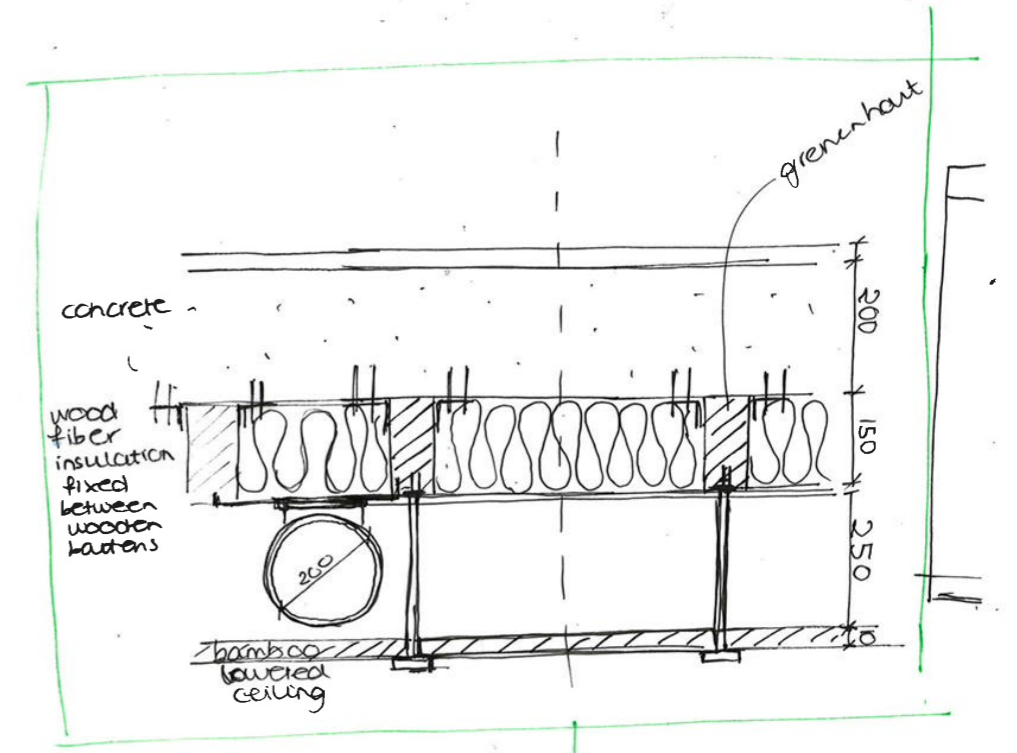 grenenhout
concrete
200
wood
fiber
insulation
fixed
between
wooden
battens
150
250
200
10
bamboo
lowered
ceiling